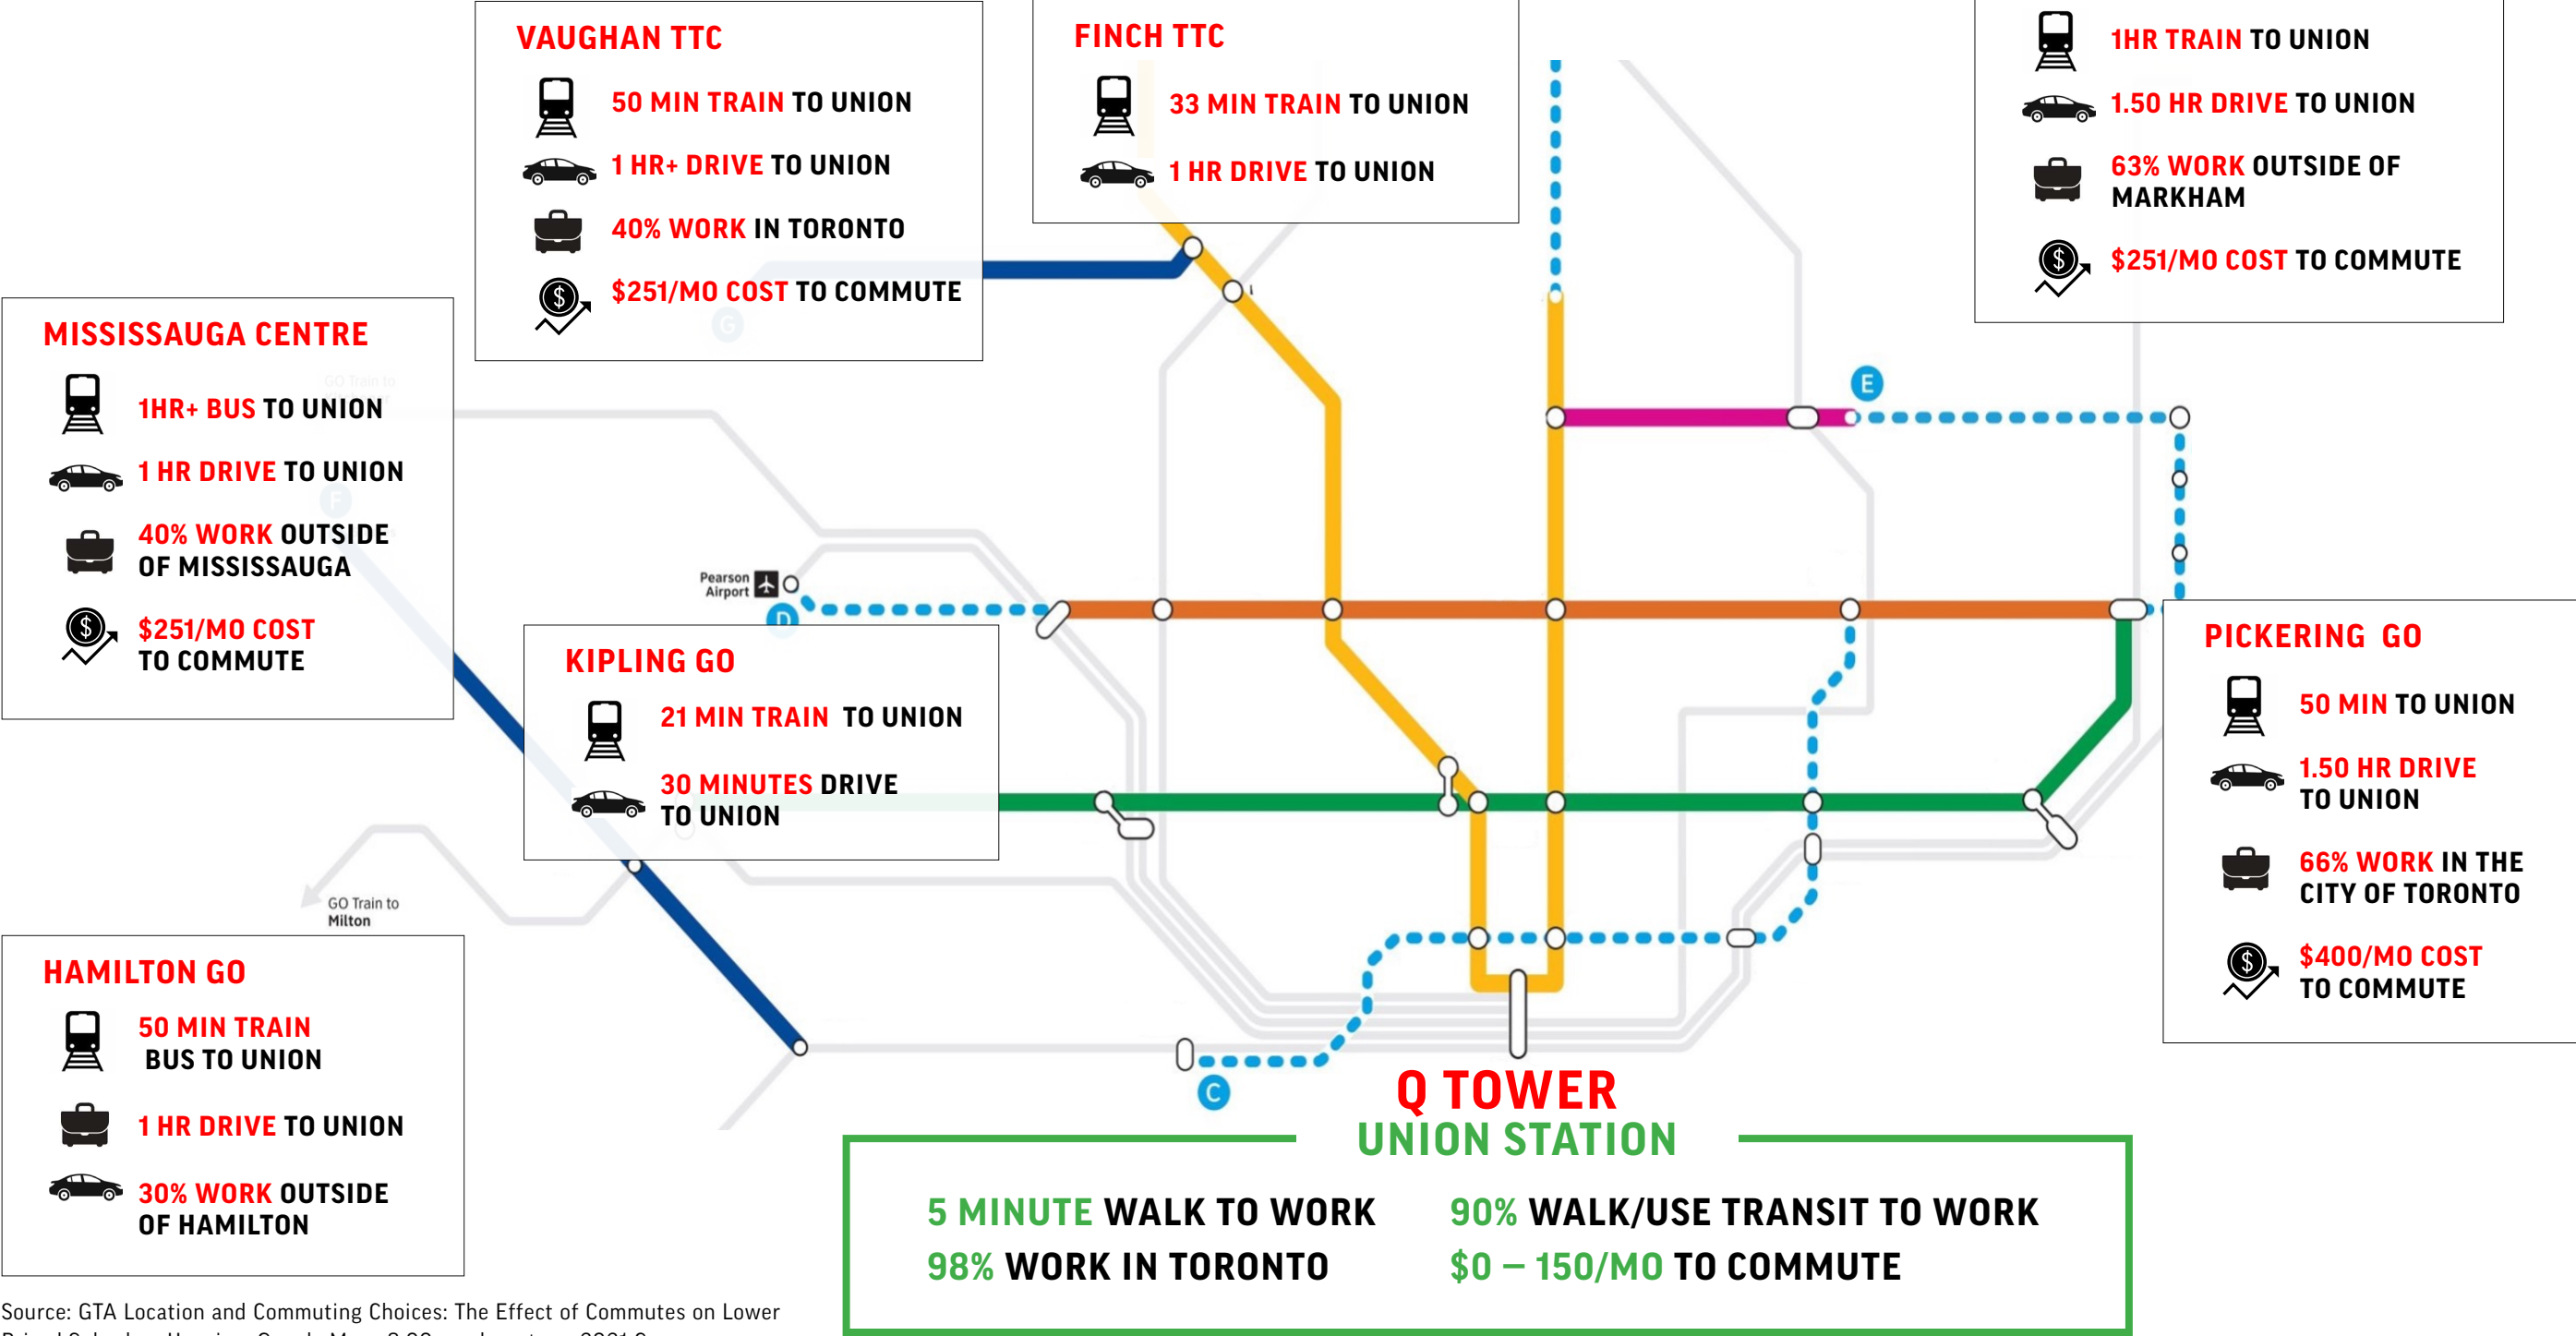 VAUGHAN TTC
50 MIN TRAIN TO UNION
1 HR+ DRIVE TO UNION
40% WORK IN TORONTO
$251/MO COST TO COMMUTE
FINCH TTC
33 MIN TRAIN TO UNION
1 HR DRIVE TO UNION
1HR TRAIN TO UNION
1.50 HR DRIVE TO UNION
63% WORK OUTSIDE OF
MARKHAM
$251/MO COST TO COMMUTE
MISSISSAUGA CENTRE
GO Train to
1HR+ BUS TO UNION
1 HR DRIVE TO UNION
40% WORK OUTSIDE
OF MISSISSAUGA
$251/MO COST
TO COMMUTE
G
F
E
Pearson
Airport
D
KIPLING GO
21 MIN TRAIN TO UNION
30 MINUTES DRIVE
TO UNION
PICKERING GO
50 MIN TO UNION
1.50 HR DRIVE
TO UNION
66% WORK IN THE
CITY OF TORONTO
$400/MO COST
TO COMMUTE
GO Train to
Milton
HAMILTON GO
50 MIN TRAIN
BUS TO UNION
1 HR DRIVE TO UNION
30% WORK OUTSIDE
OF HAMILTON
C
Q TOWER
UNION STATION
5 MINUTE WALK TO WORK
98% WORK IN TORONTO
90% WALK/USE TRANSIT TO WORK
$0 – 150/MO TO COMMUTE
Source: GTA Location and Commuting Choices: The Effect of Commutes on Lower